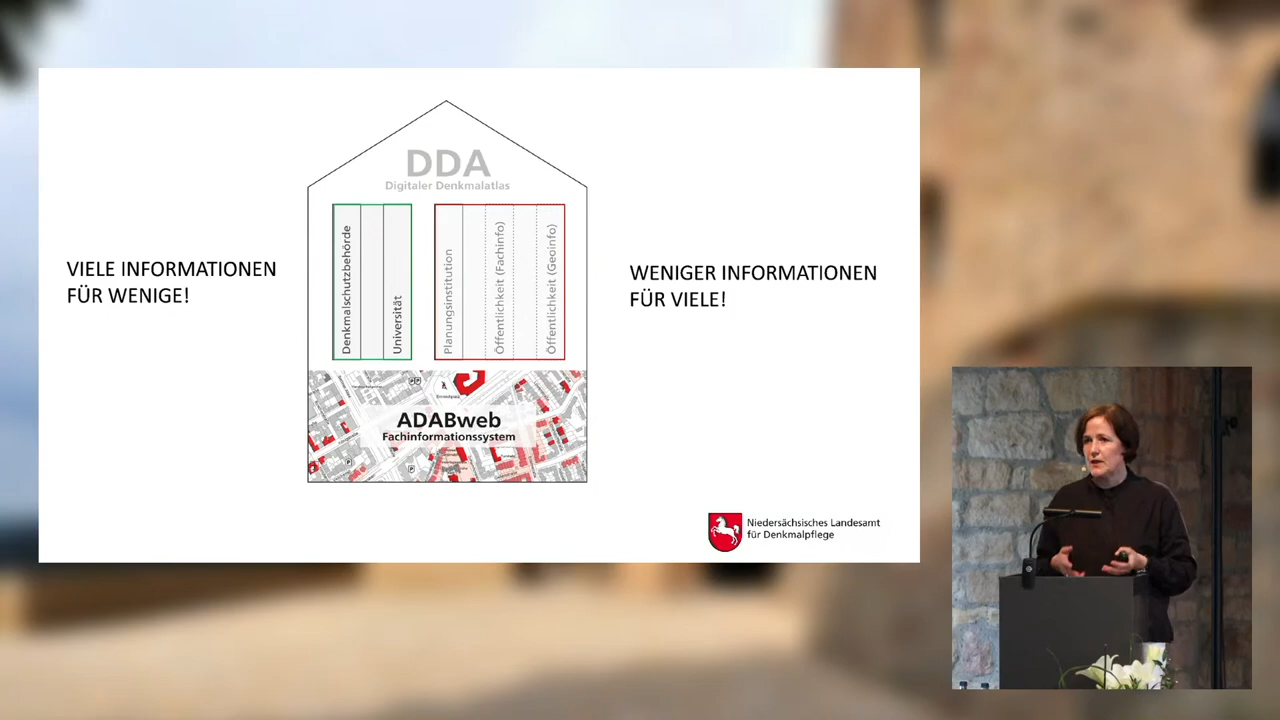 DDA
Digitaler Denkmalatlas
VIELE INFORMATIONEN
FÜR WENIGE!
Denkmalschutzbehörde
Universität
Planungsinstitution
Öffentlichkeit (Fachinfo)
Öffentlichkeit (Geoinfo)
WENIGER INFORMATIONEN
FÜR VIELE!
ADABweb
Fachinformationssystem
Niedersächsisches Landesamt
für Denkmalpflege